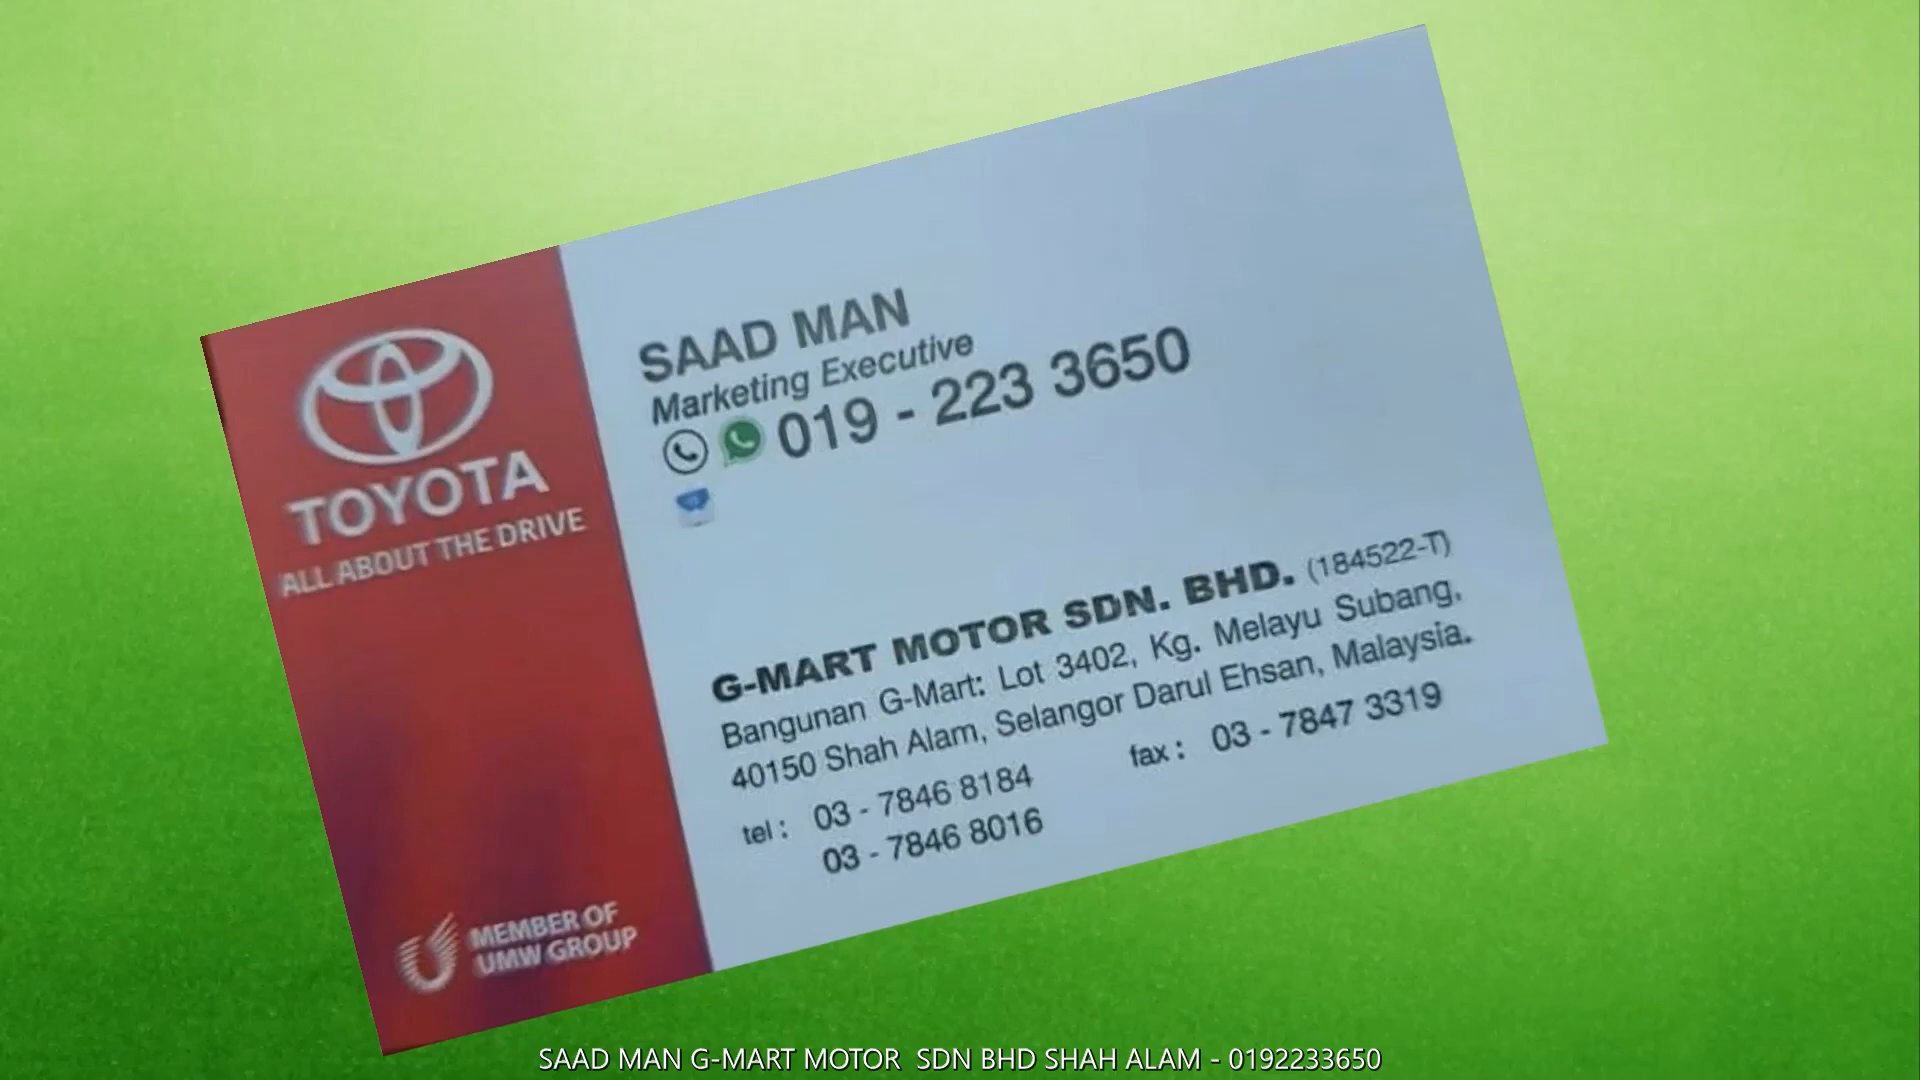 TOYOTA
ALL ABOUT THE DRIVE
MEMBER OF
UMW GROUP
SAAD MAN
Marketing Executive
019 - 223 3650
G-MART MOTOR SDN. BHD. (184522-T)
Bangunan G-Mart: Lot 3402, Kg. Melayu Subang,
40150 Shah Alam, Selangor Darul Ehsan, Malaysia.
tel : 03 - 7846 8184 fax : 03 - 7847 3319
03 - 7846 8016
SAAD MAN G-MART MOTOR  SDN BHD SHAH ALAM - 0192233650